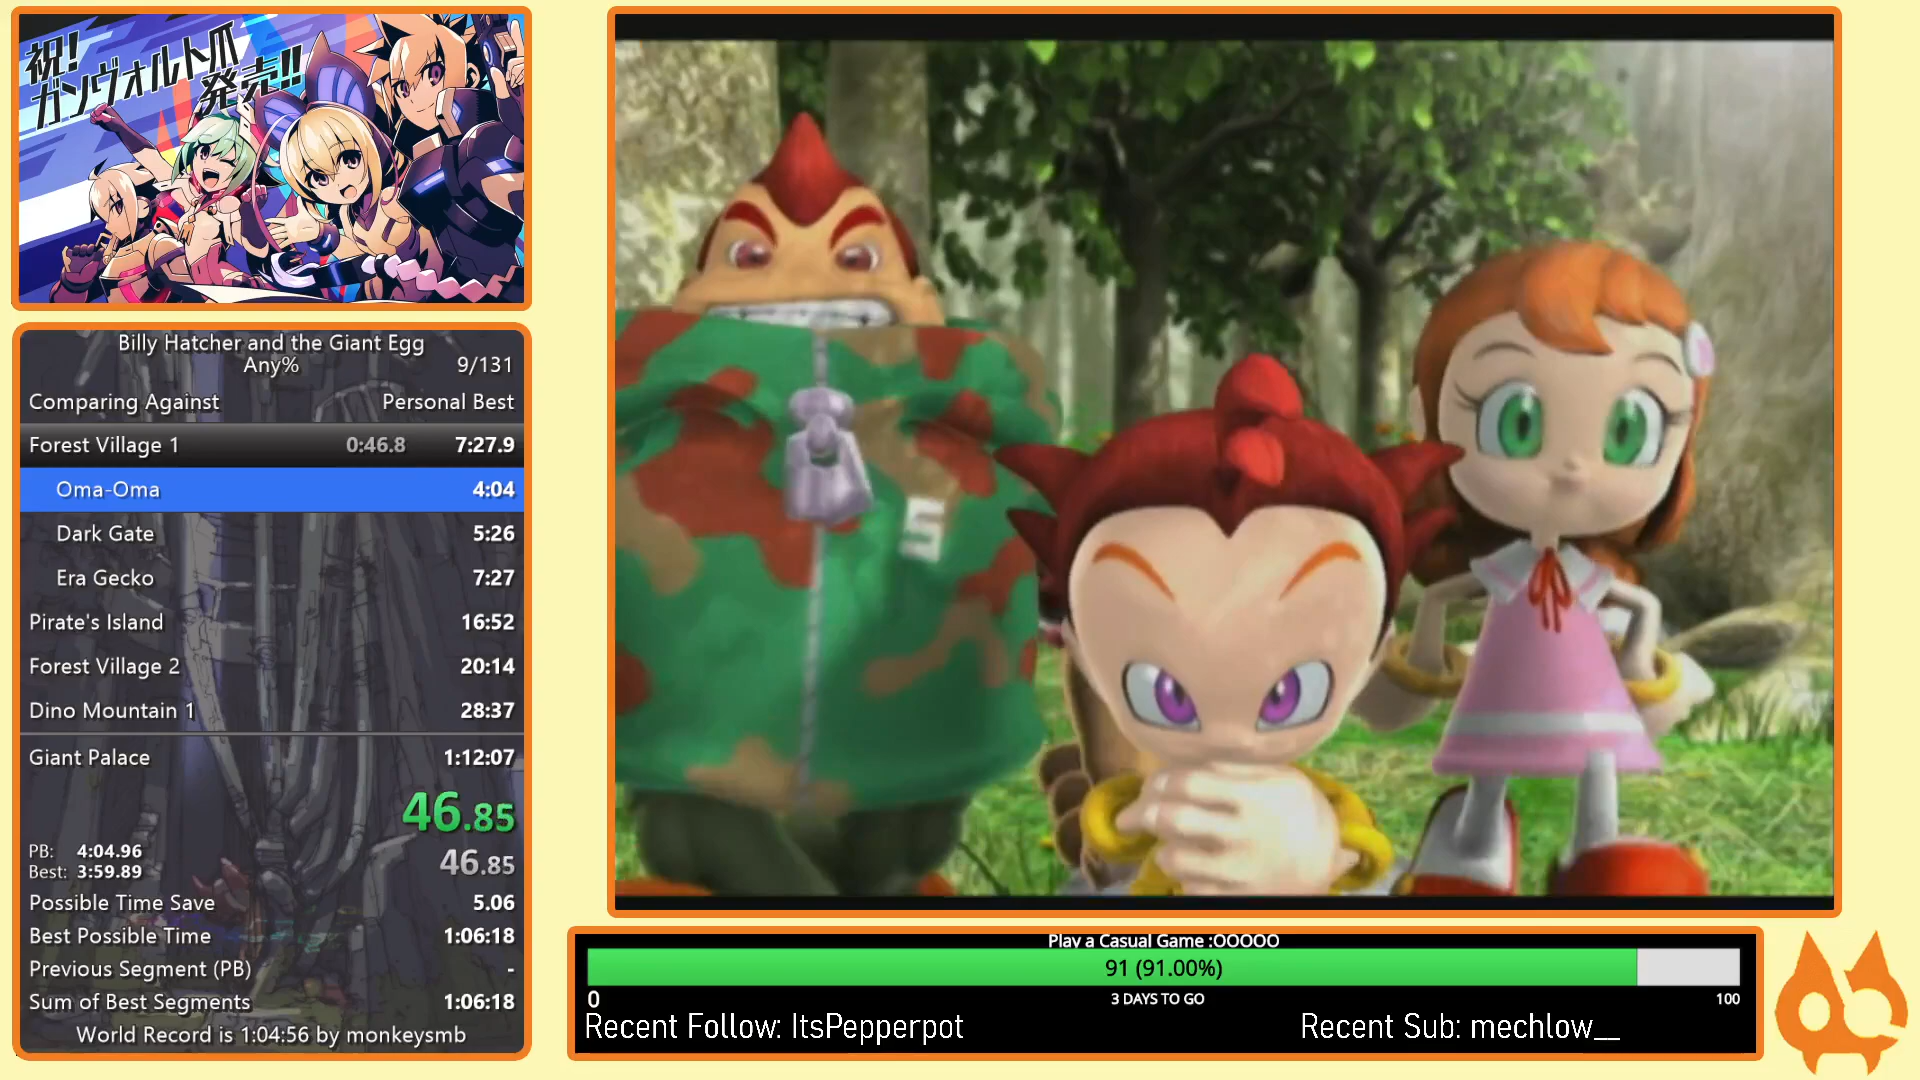 祝!
ガンヴォルト爪
発売!!
Billy Hatcher and the Giant Egg
Any%
9/131
Comparing Against Personal Best
Forest Village 1 0:46.8 7:27.9
Oma-Oma 4:04
Dark Gate 5:26
Era Gecko 7:27
Pirate's Island 16:52
Forest Village 2 20:14
Dino Mountain 1 28:37
Giant Palace 1:12:07
46.85
PB: 4:04.96
Best: 3:59.89
46.85
Possible Time Save 5.06
Best Possible Time 1:06:18
Previous Segment (PB) -
Sum of Best Segments 1:06:18
World Record is 1:04:56 by monkeysmb
Play a Casual Game :OOOOO
91 (91.00%)
0 3 DAYS TO GO 100
Recent Follow: ItsPepperpot Recent Sub: mechlow__